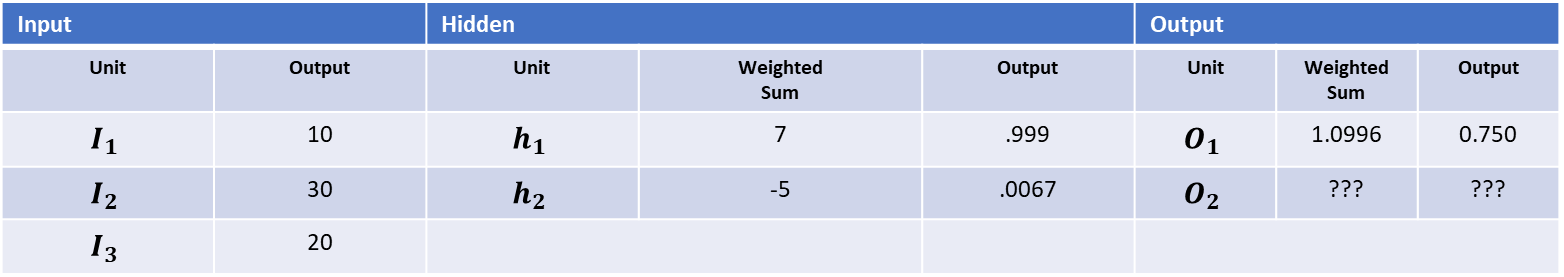 Input Hidden Output
Unit Output Unit Weighted Sum Output Unit Weighted Sum Output
I₁ 10 h₁ 7 .999 O₁ 1.0996 0.750
I₂ 30 h₂ -5 .0067 O₂ ??? ???
I₃ 20